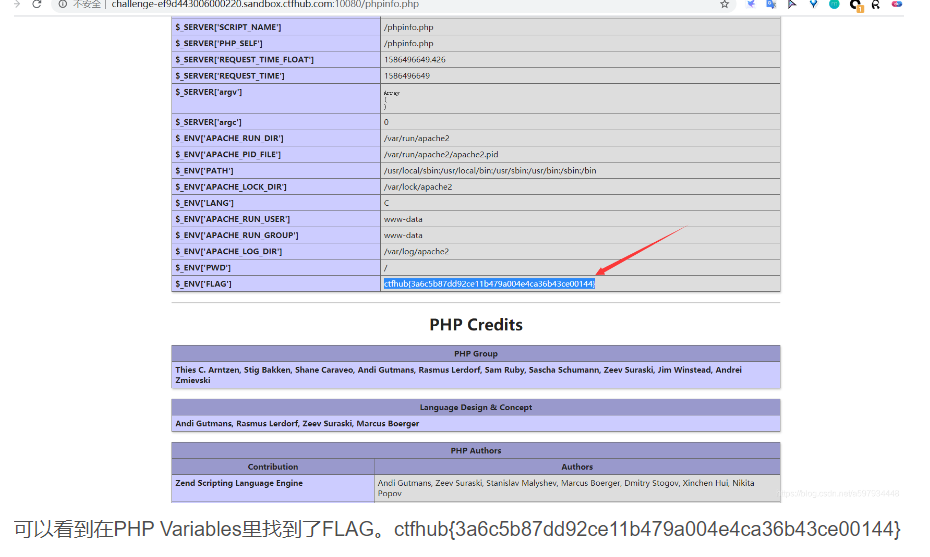 不安全 | challenge-ef9d443006000220.sandbox.ctfhub.com:10080/phpinfo.php
$_SERVER['SCRIPT_NAME'] /phpinfo.php
$_SERVER['PHP_SELF'] /phpinfo.php
$_SERVER['REQUEST_TIME_FLOAT'] 1586496649.426
$_SERVER['REQUEST_TIME'] 1586496649
$_SERVER['argv'] Array
(
)
$_SERVER['argc'] 0
$_ENV['APACHE_RUN_DIR'] /var/run/apache2
$_ENV['APACHE_PID_FILE'] /var/run/apache2/apache2.pid
$_ENV['PATH'] /usr/local/sbin:/usr/local/bin:/usr/sbin:/usr/bin:/sbin:/bin
$_ENV['APACHE_LOCK_DIR'] /var/lock/apache2
$_ENV['LANG'] C
$_ENV['APACHE_RUN_USER'] www-data
$_ENV['APACHE_RUN_GROUP'] www-data
$_ENV['APACHE_LOG_DIR'] /var/log/apache2
$_ENV['PWD'] /
$_ENV['FLAG'] ctfhub{3a6c5b87dd92ce11b479a004e4ca36b43ce00144}
PHP Credits
PHP Group
Thies C. Arntzen, Stig Bakken, Shane Caraveo, Andi Gutmans, Rasmus Lerdorf, Sam Ruby, Sascha Schumann, Zeev Suraski, Jim Winstead, Andrei
Zmievski
Language Design & Concept
Andi Gutmans, Rasmus Lerdorf, Zeev Suraski, Marcus Boerger
PHP Authors
Contribution Authors
Zend Scripting Language Engine Andi Gutmans, Zeev Suraski, Stanislav Malyshev, Marcus Boerger, Dmitry Stogov, Xinchen Hui, Nikita
Popov
可以看到在PHP Variables里找到了FLAG。ctfhub{3a6c5b87dd92ce11b479a004e4ca36b43ce00144}